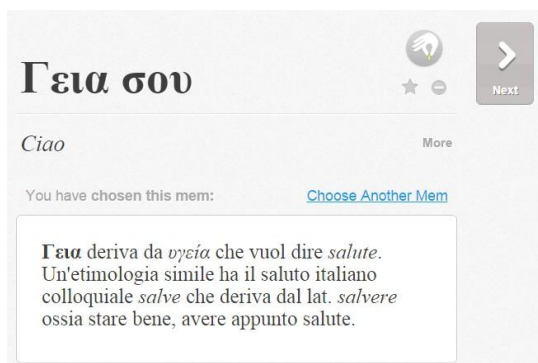 Γεια σου
Next
Ciao
More
You have chosen this mem:
Choose Another Mem
Γεια deriva da υγεία che vuol dire salute.
Un'etimologia simile ha il saluto italiano
colloquiale salve che deriva dal lat. salvere
ossia stare bene, avere appunto salute.